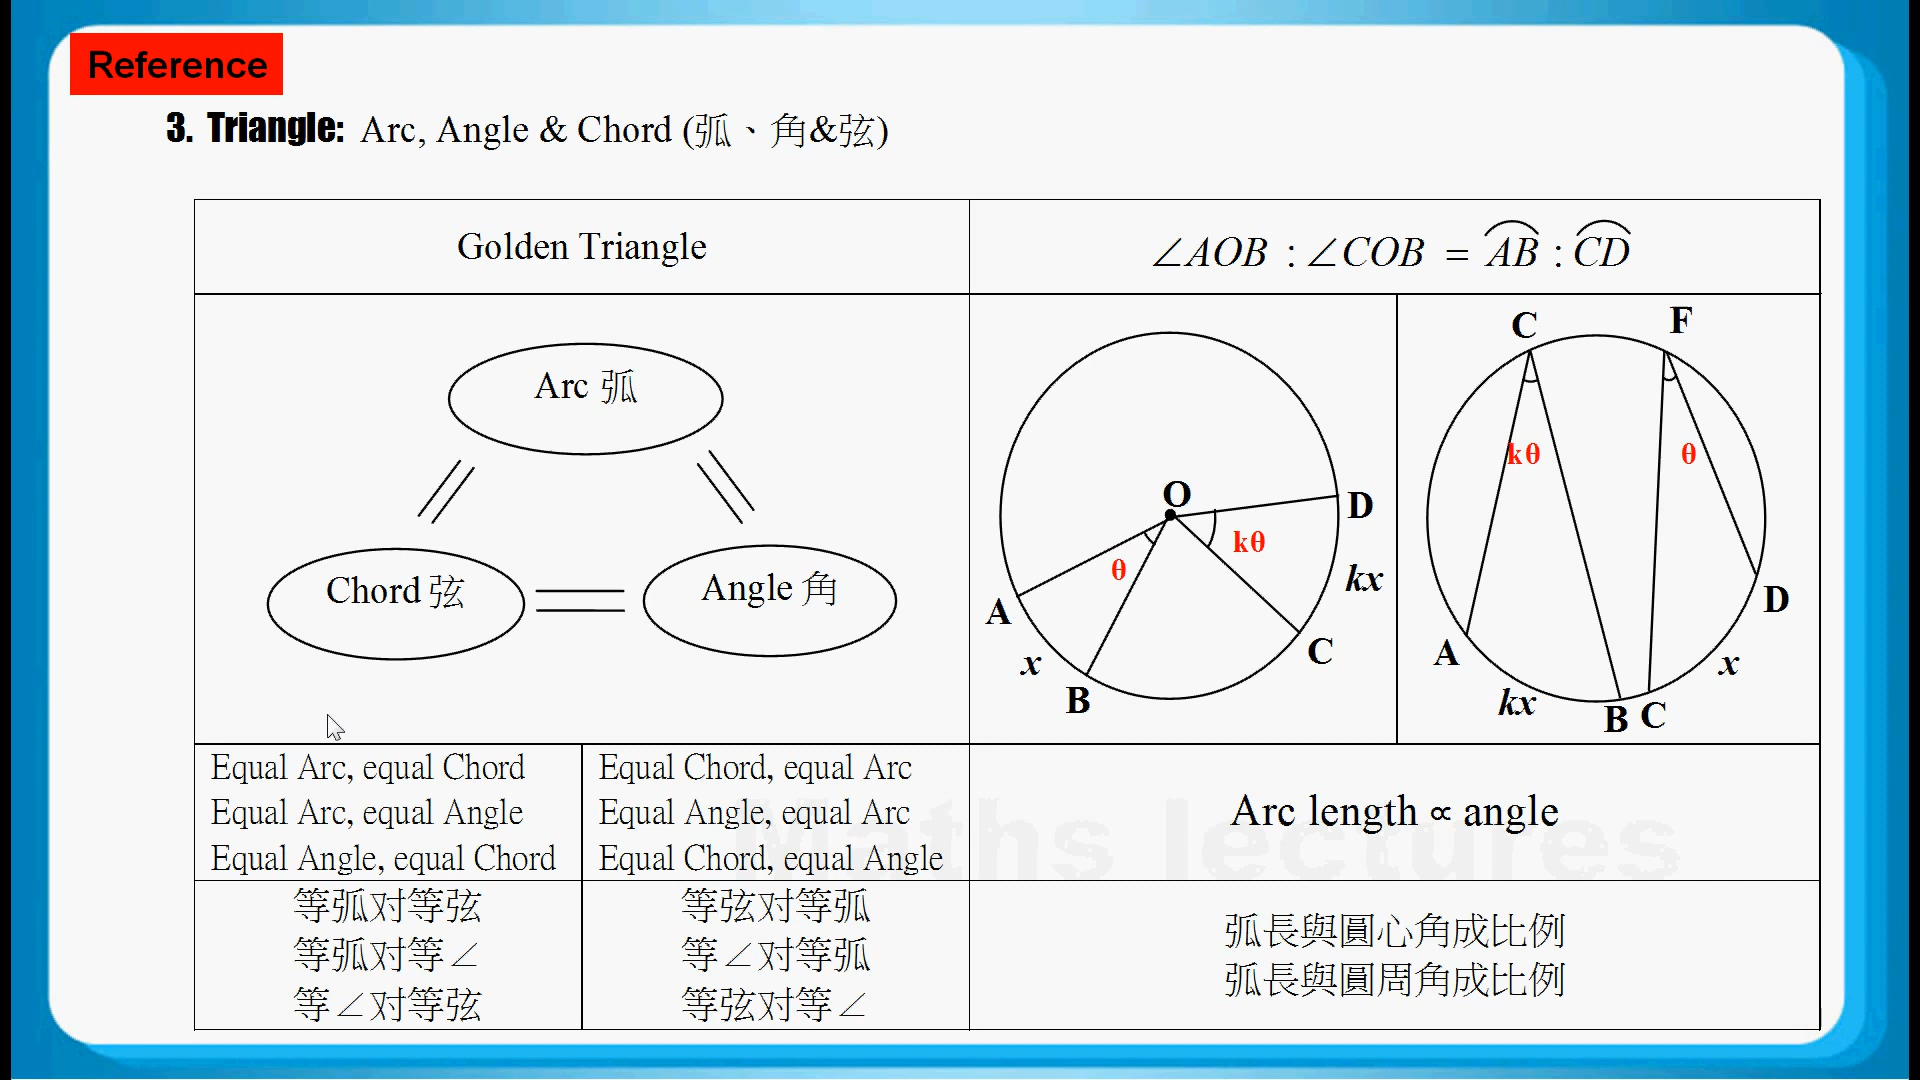 Reference
3. Triangle: Arc, Angle & Chord (弧、角&弦)
Golden Triangle
∠AOB : ∠COB = AB : CD
Arc 弧
Chord 弦
Angle 角
O
D
kθ
θ
kx
A
C
x
B
C
F
kθ
θ
D
A
x
kx
B C
Equal Arc, equal Chord
Equal Arc, equal Angle
Equal Angle, equal Chord
Equal Chord, equal Arc
Equal Angle, equal Arc
Equal Chord, equal Angle
Arc length ∝ angle
Maths lectures
等弧对等弦
等弧对等∠
等∠对等弦
等弦对等弧
等∠对等弧
等弦对等∠
弧長與圓心角成比例
弧長與圓周角成比例